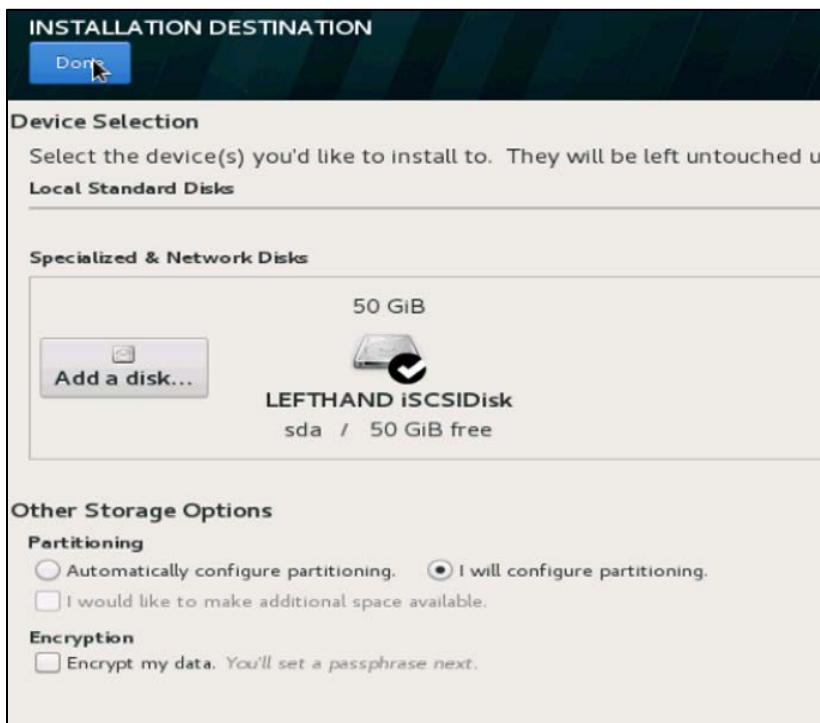 INSTALLATION DESTINATION
Done
Device Selection
Select the device(s) you'd like to install to. They will be left untouched u
Local Standard Disks
Specialized & Network Disks
50 GiB
Add a disk...
LEFTHAND iSCSIDisk
sda / 50 GiB free
Other Storage Options
Partitioning
Automatically configure partitioning. I will configure partitioning.
I would like to make additional space available.
Encryption
Encrypt my data. You'll set a passphrase next.